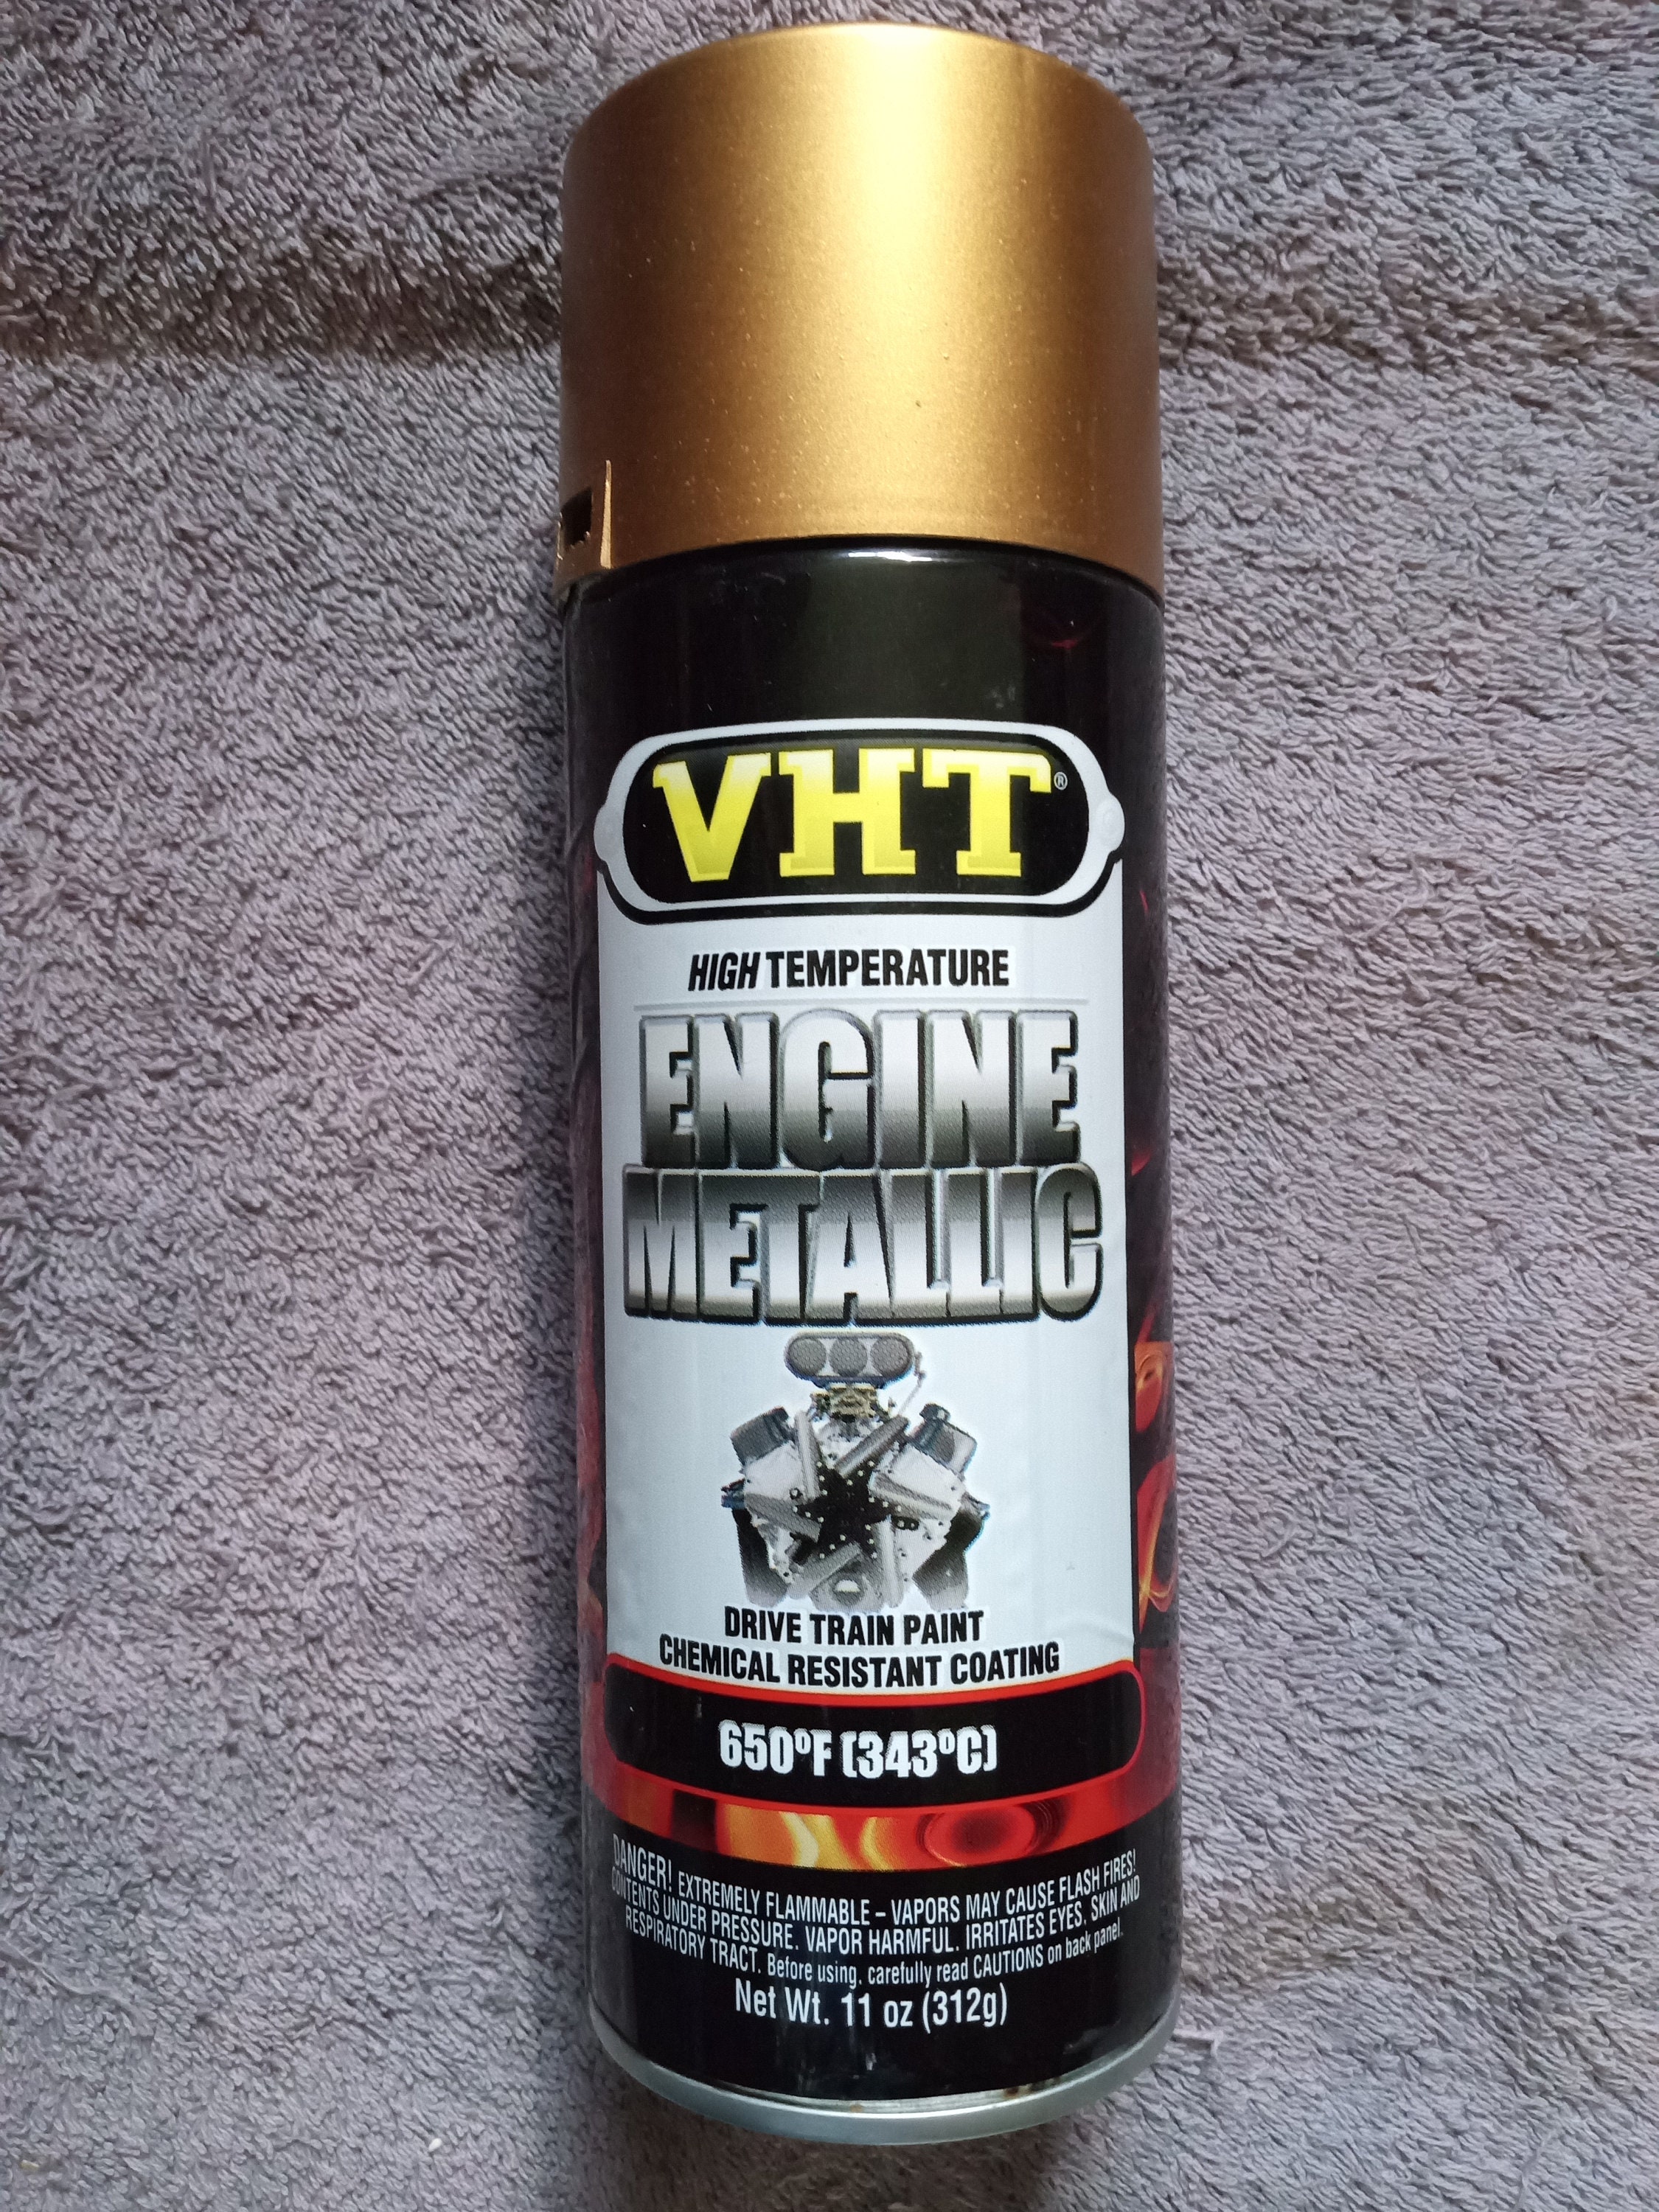 VHT®
HIGH TEMPERATURE
ENGINE
METALLIC
DRIVE TRAIN PAINT
CHEMICAL RESISTANT COATING
650ºF (343ºC)
DANGER! EXTREMELY FLAMMABLE – VAPORS MAY CAUSE FLASH FIRES!
CONTENTS UNDER PRESSURE. VAPOR HARMFUL. IRRITATES EYES, SKIN AND
RESPIRATORY TRACT. Before using, carefully read CAUTIONS on back panel.
Net Wt. 11 oz (312g)